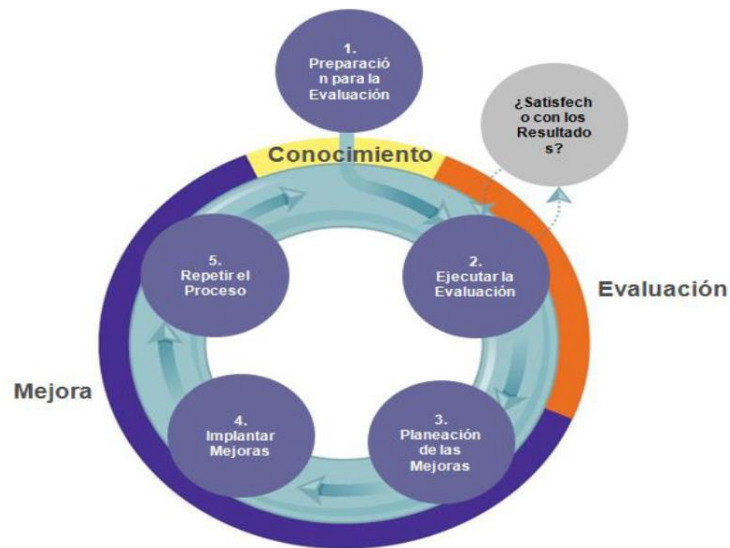 1.
Preparació
n para la
Evaluación
¿Satisfech
o con los
Resultado
s?
Conocimiento
5.
Repetir el
Proceso
2.
Ejecutar la
Evaluación
Evaluación
Mejora
4.
Implantar
Mejoras
3.
Planeación
de las
Mejoras